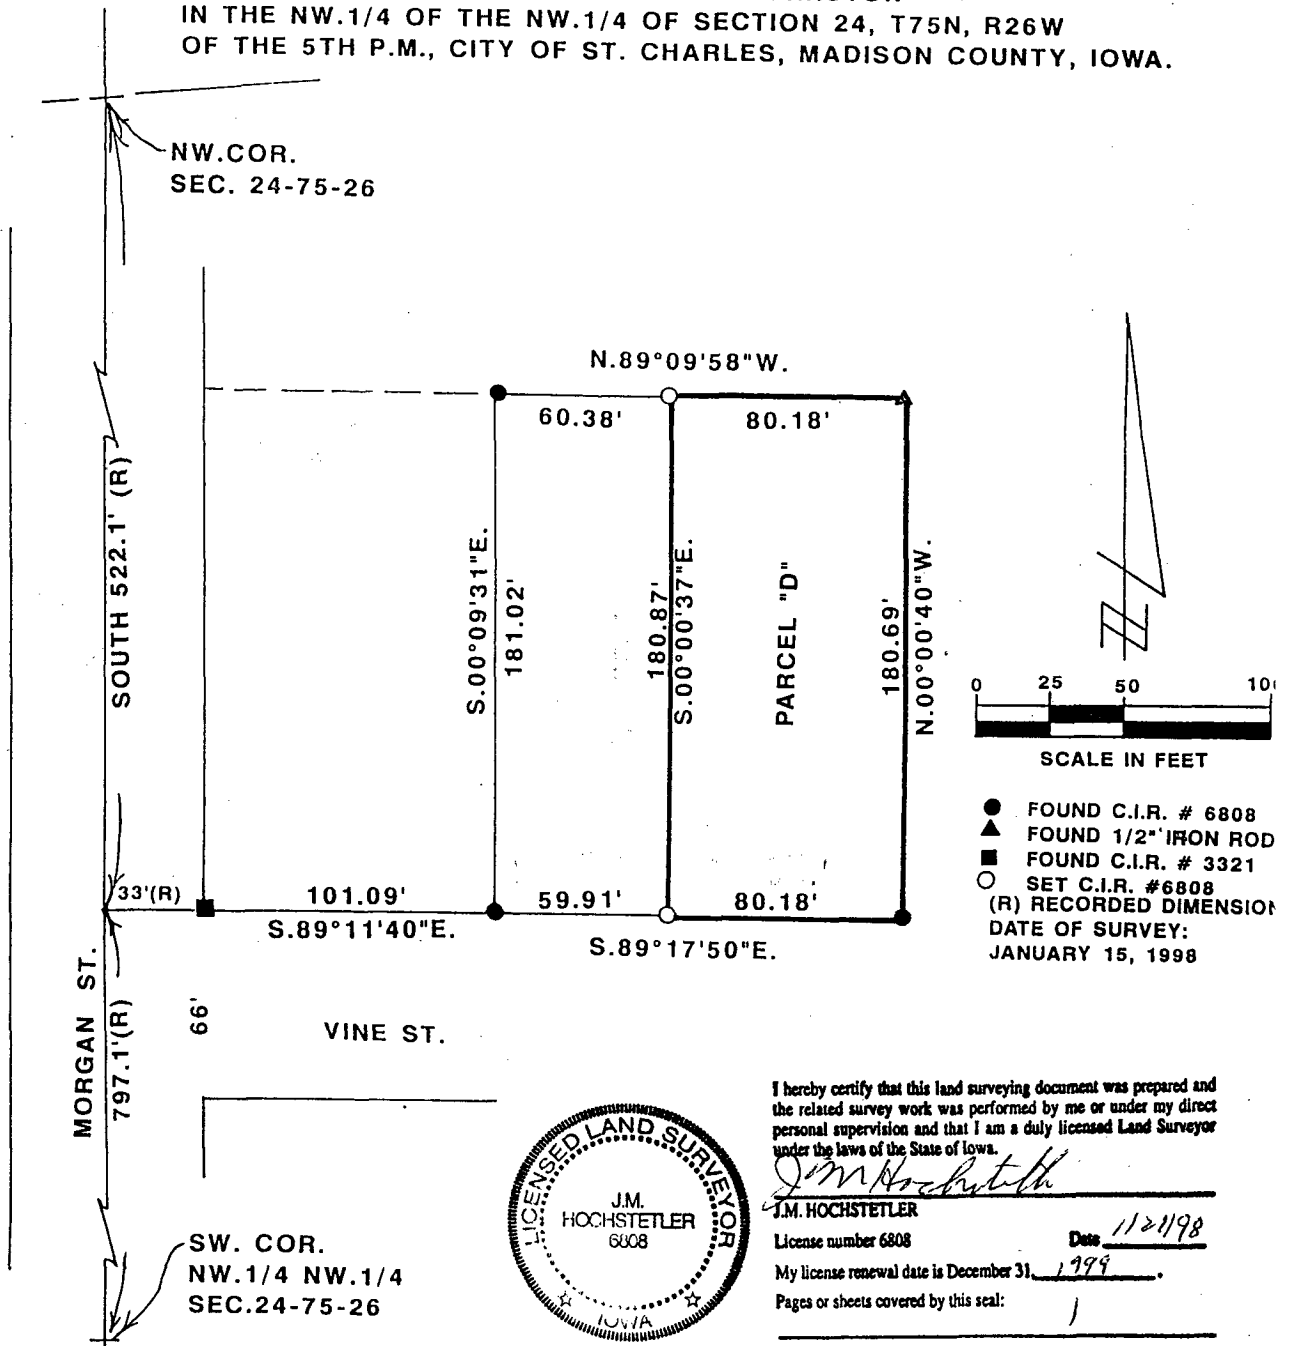 IN THE NW.1/4 OF THE NW.1/4 OF SECTION 24, T75N, R26W
OF THE 5TH P.M., CITY OF ST. CHARLES, MADISON COUNTY, IOWA.
NW.COR.
SEC. 24-75-26
N.89°09'58"W.
60.38'
80.18'
SOUTH 522.1' (R)
S.00°09'31"E.
181.02'
180.87'
S.00°00'37"E.
PARCEL "D"
180.69'
N.00°00'40"W.
N
0 25 50
SCALE IN FEET
FOUND C.I.R. # 6808
FOUND 1/2" IRON ROD
FOUND C.I.R. # 3321
SET C.I.R. #6808
(R) RECORDED DIMENSION
DATE OF SURVEY:
JANUARY 15, 1998
33'(R)
101.09'
59.91'
80.18'
S.89°11'40"E.
S.89°17'50"E.
MORGAN ST.
797.1'(R)
66'
VINE ST.
SW. COR.
NW.1/4 NW.1/4
SEC.24-75-26
LICENSED LAND SURVEYOR
J.M.
HOCHSTETLER
6808
IOWA
I hereby certify that this land surveying document was prepared and
the related survey work was performed by me or under my direct
personal supervision and that I am a duly licensed Land Surveyor
under the laws of the State of Iowa.
J M Hochstetler
J.M. HOCHSTETLER
License number 6808
Date 1/21/98
My license renewal date is December 31, 1999.
Pages or sheets covered by this seal:
1